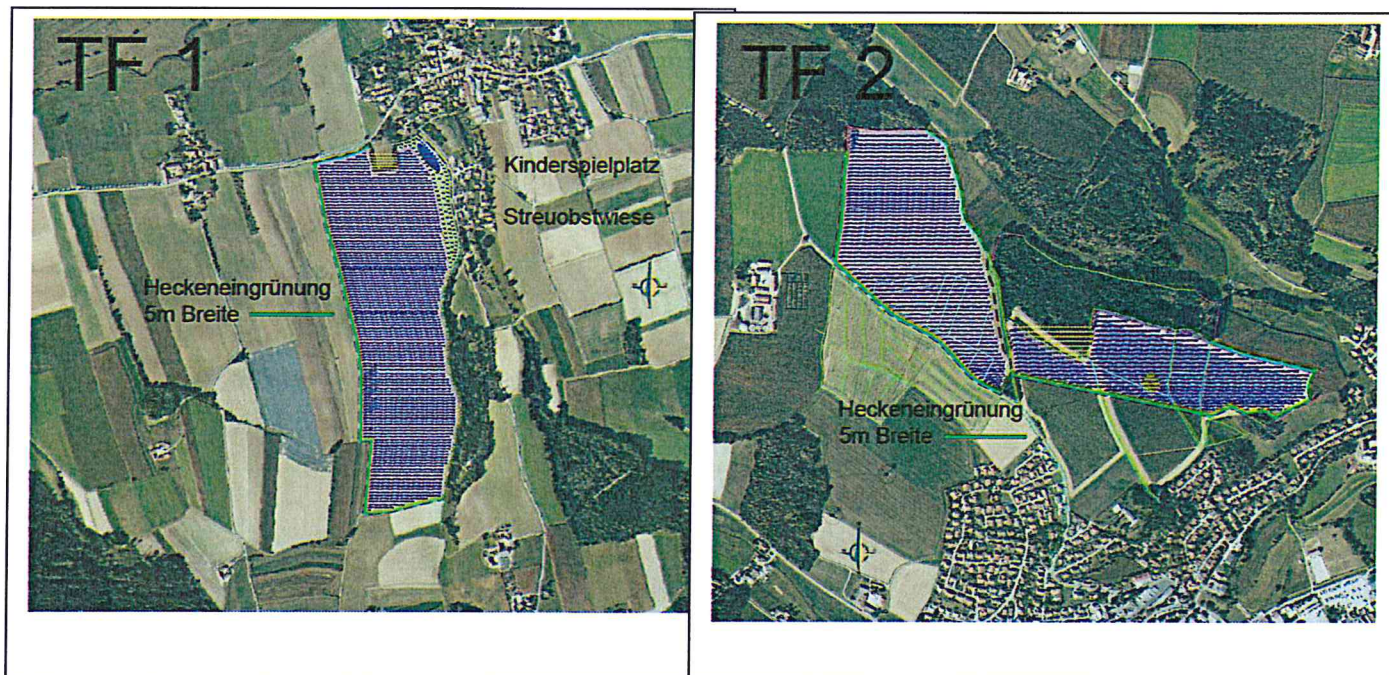 TF 1
Kinderspielplatz
Streuobstwiese
Heckeneingrünung
5m Breite
TF 2
Heckeneingrünung
5m Breite